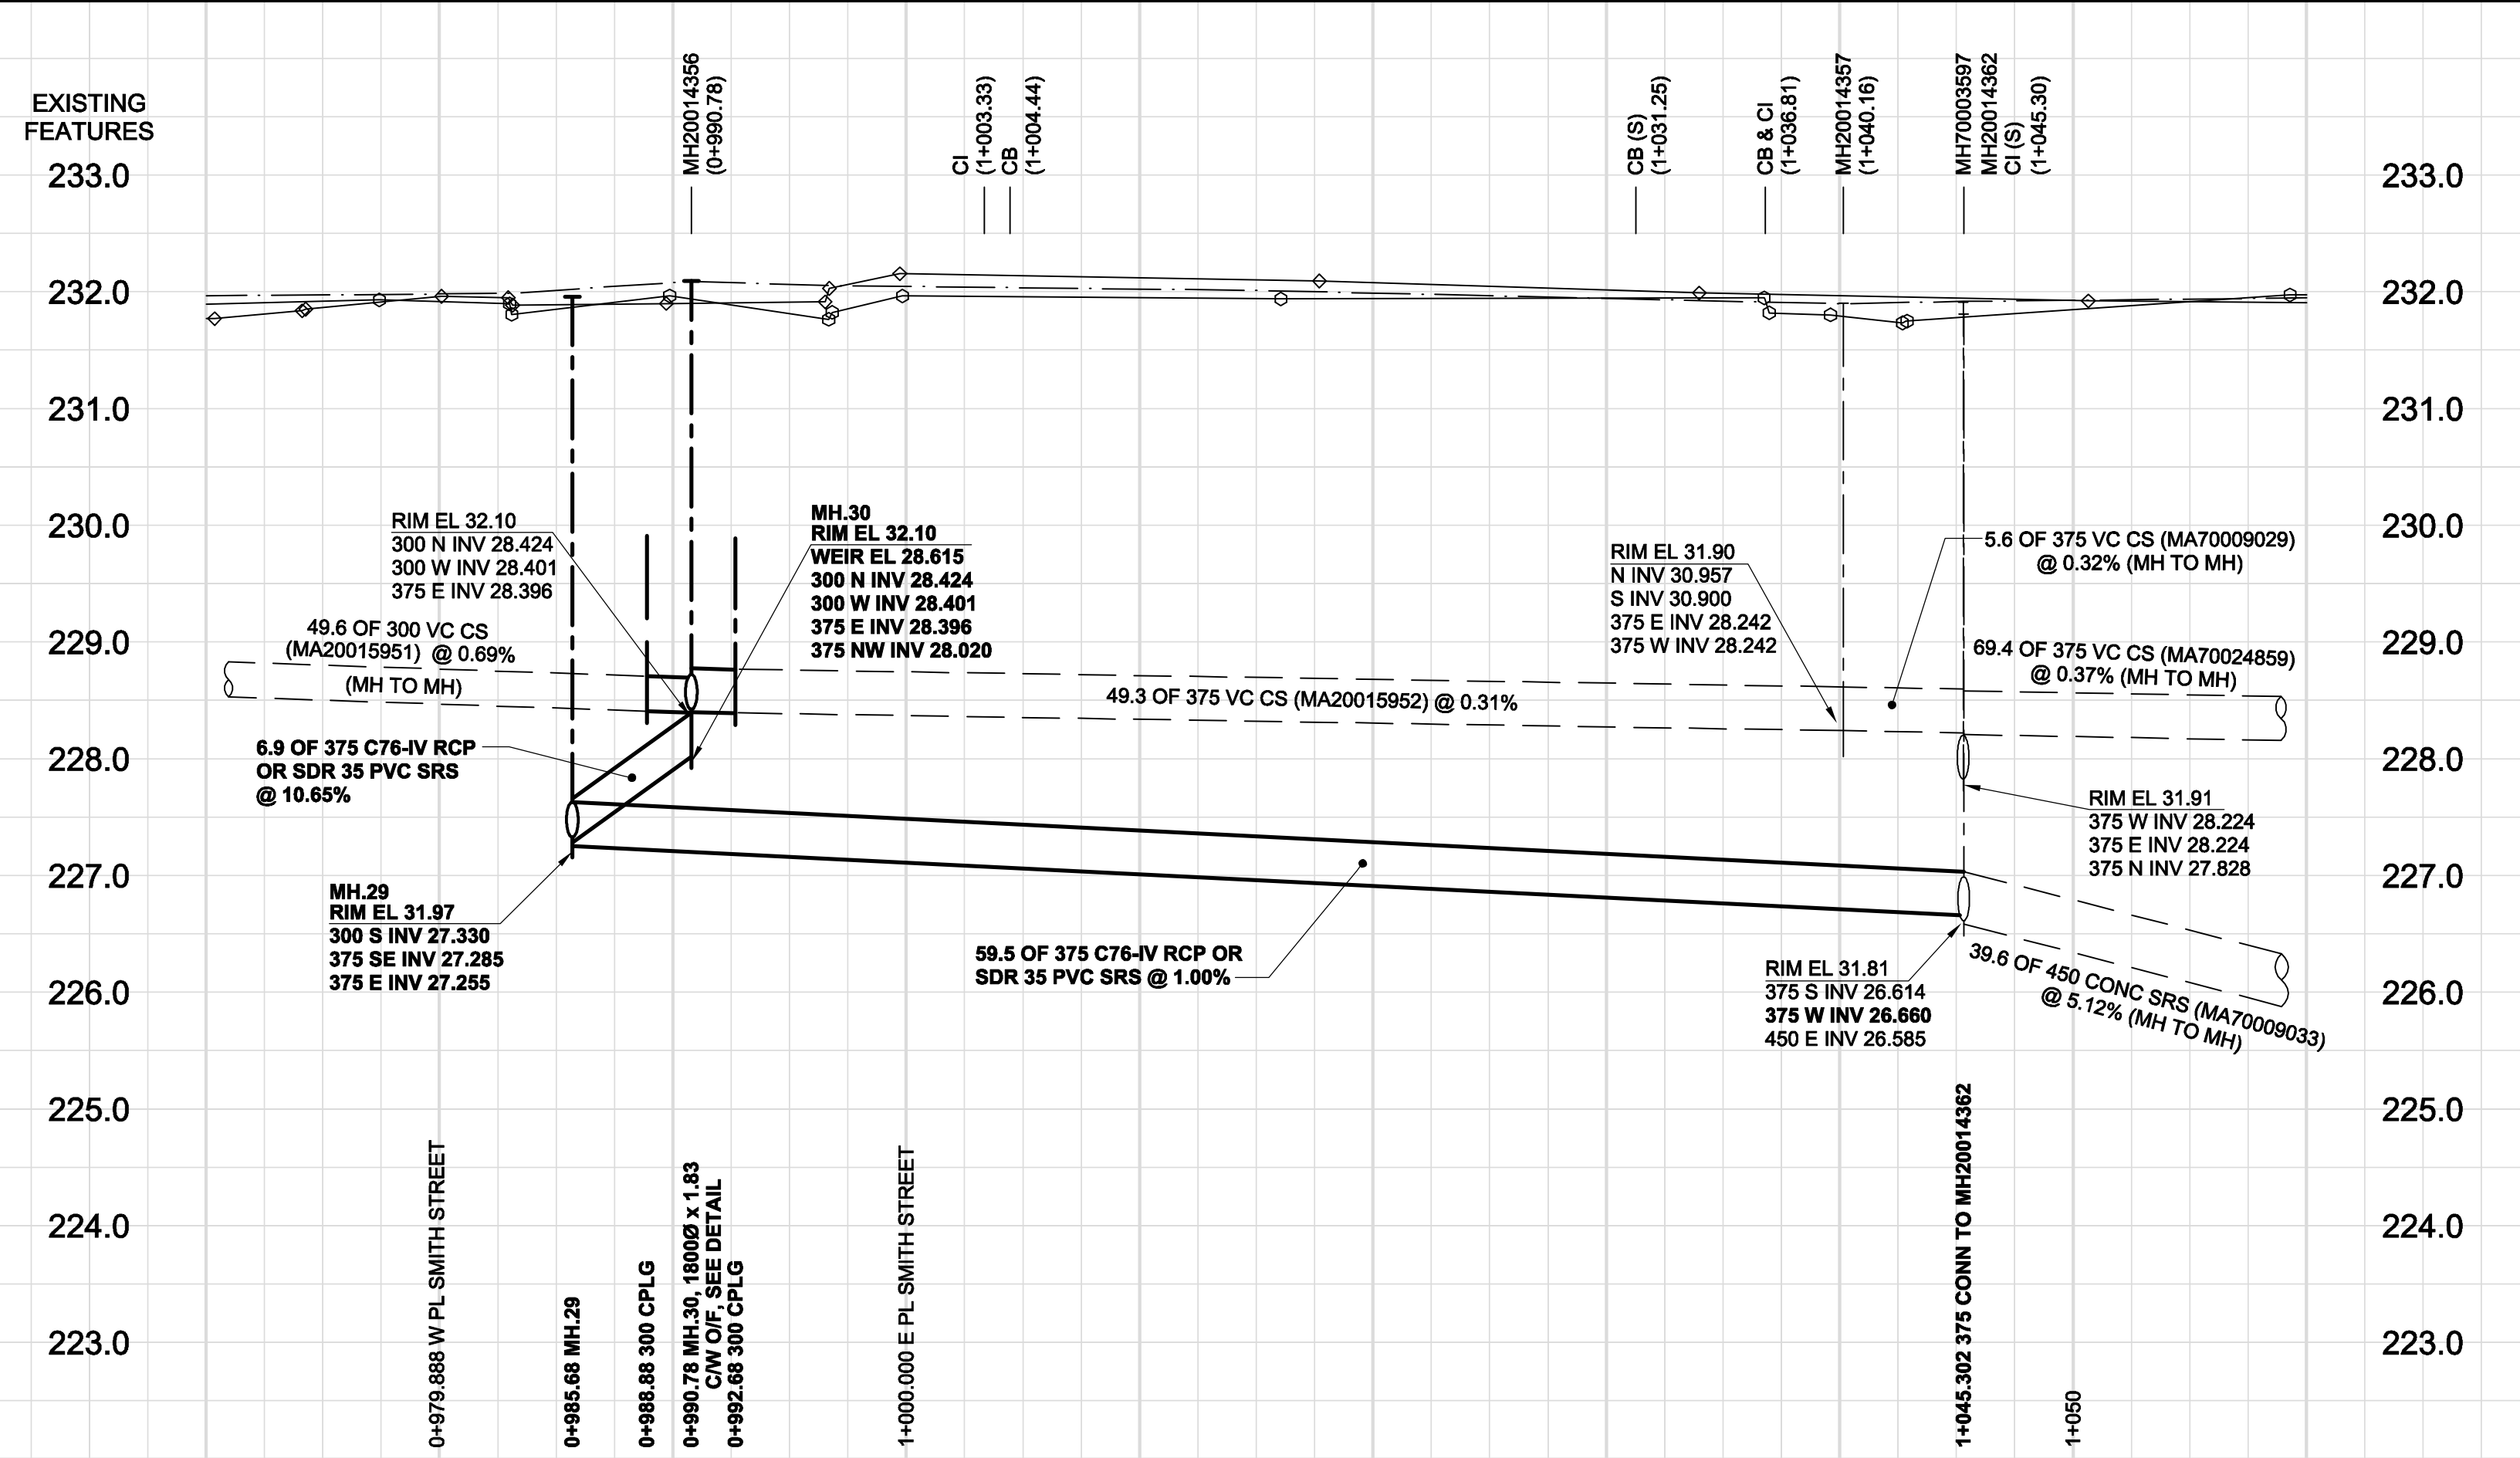 EXISTING
FEATURES
MH20014356
(0+990.78)
CI
(1+003.33)
CB
(1+004.44)
CB (S)
(1+031.25)
CB & CI
(1+036.81)
MH20014357
(1+040.16)
MH70003597
MH20014362
CI (S)
(1+045.30)
233.0
232.0
231.0
230.0
229.0
228.0
227.0
226.0
225.0
224.0
223.0
RIM EL 32.10
300 N INV 28.424
300 W INV 28.401
375 E INV 28.396
49.6 OF 300 VC CS
(MA20015951) @ 0.69%
(MH TO MH)
6.9 OF 375 C76-IV RCP
OR SDR 35 PVC SRS
@ 10.65%
MH.29
RIM EL 31.97
300 S INV 27.330
375 SE INV 27.285
375 E INV 27.255
MH.30
RIM EL 32.10
WEIR EL 28.615
300 N INV 28.424
300 W INV 28.401
375 E INV 28.396
375 NW INV 28.020
49.3 OF 375 VC CS (MA20015952) @ 0.31%
59.5 OF 375 C76-IV RCP OR
SDR 35 PVC SRS @ 1.00%
RIM EL 31.90
N INV 30.957
S INV 30.900
375 E INV 28.242
375 W INV 28.242
5.6 OF 375 VC CS (MA70009029)
@ 0.32% (MH TO MH)
69.4 OF 375 VC CS (MA70024859)
@ 0.37% (MH TO MH)
RIM EL 31.91
375 W INV 28.224
375 E INV 28.224
375 N INV 27.828
RIM EL 31.81
375 S INV 26.614
375 W INV 26.660
450 E INV 26.585
39.6 OF 450 CONC SRS (MA70009033)
@ 5.12% (MH TO MH)
233.0
232.0
231.0
230.0
229.0
228.0
227.0
226.0
225.0
224.0
223.0
0+979.888 W PL SMITH STREET
0+985.68 MH.29
0+988.88 300 CPLG
0+990.78 MH.30, 1800Ø x 1.83
C/W O/F, SEE DETAIL
0+992.68 300 CPLG
1+000.000 E PL SMITH STREET
1+045.302 375 CONN TO MH20014362
1+050